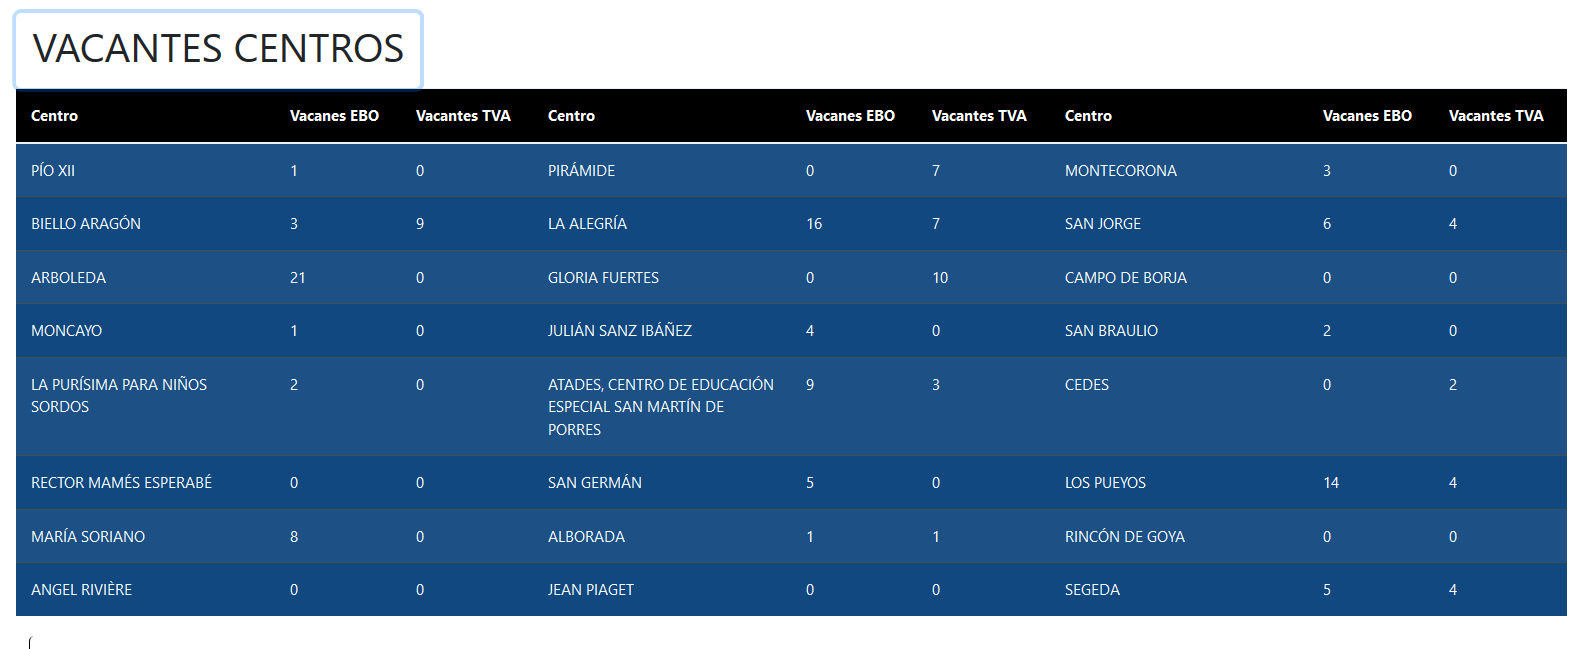 VACANTES CENTROS
Centro Vacanes EBO Vacantes TVA Centro Vacanes EBO Vacantes TVA Centro Vacanes EBO Vacantes TVA
PÍO XII 1 0 PIRÁMIDE 0 7 MONTECORONA 3 0
BIELLO ARAGÓN 3 9 LA ALEGRÍA 16 7 SAN JORGE 6 4
ARBOLEDA 21 0 GLORIA FUERTES 0 10 CAMPO DE BORJA 0 0
MONCAYO 1 0 JULIÁN SANZ IBÁÑEZ 4 0 SAN BRAULIO 2 0
LA PURÍSIMA PARA NIÑOS 2 0 ATADES, CENTRO DE EDUCACIÓN 9 3 CEDES 0 2
SORDOS ESPECIAL SAN MARTÍN DE
PORRES
RECTOR MAMÉS ESPERABÉ 0 0 SAN GERMÁN 5 0 LOS PUEYOS 14 4
MARÍA SORIANO 8 0 ALBORADA 1 1 RINCÓN DE GOYA 0 0
ANGEL RIVIÈRE 0 0 JEAN PIAGET 0 0 SEGEDA 5 4